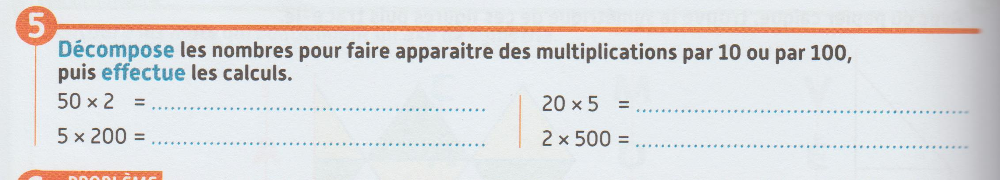 5
Décompose les nombres pour faire apparaitre des multiplications par 10 ou par 100,
puis effectue les calculs.
50 × 2 = ..........
20 × 5 = ..........
5 × 200 = ..........
2 × 500 = ..........
PROBLÈME